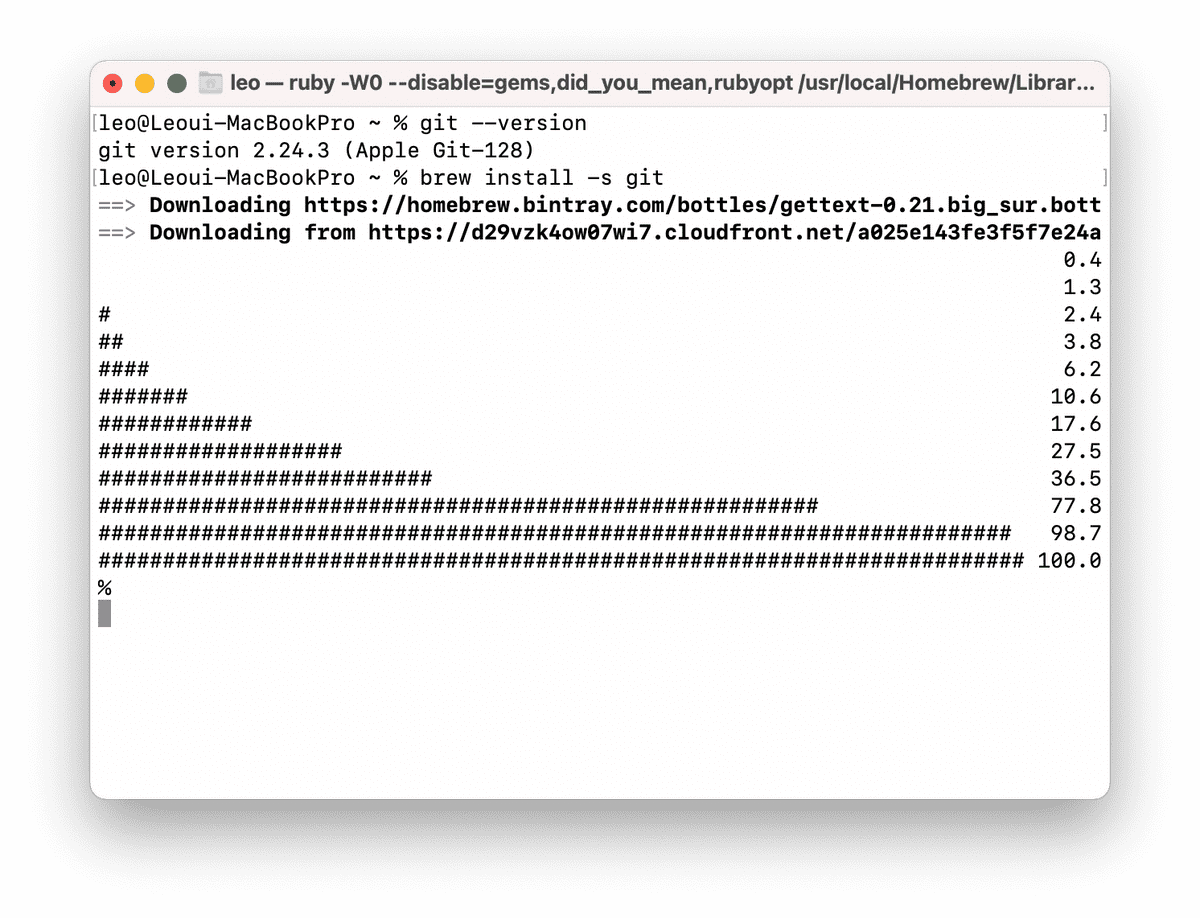 leo — ruby -W0 --disable=gems,did_you_mean,rubyopt /usr/local/Homebrew/Librar...
[leo@Leoui-MacBookPro ~ % git --version ]
git version 2.24.3 (Apple Git-128)
[leo@Leoui-MacBookPro ~ % brew install -s git ]
==> Downloading https://homebrew.bintray.com/bottles/gettext-0.21.big_sur.bott
==> Downloading from https://d29vzk4ow07wi7.cloudfront.net/a025e143fe3f5f7e24a
0.4
1.3
# 2.4
## 3.8
#### 6.2
####### 10.6
############ 17.6
################### 27.5
########################## 36.5
######################################################## 77.8
####################################################################### 98.7
######################################################################## 100.0
%